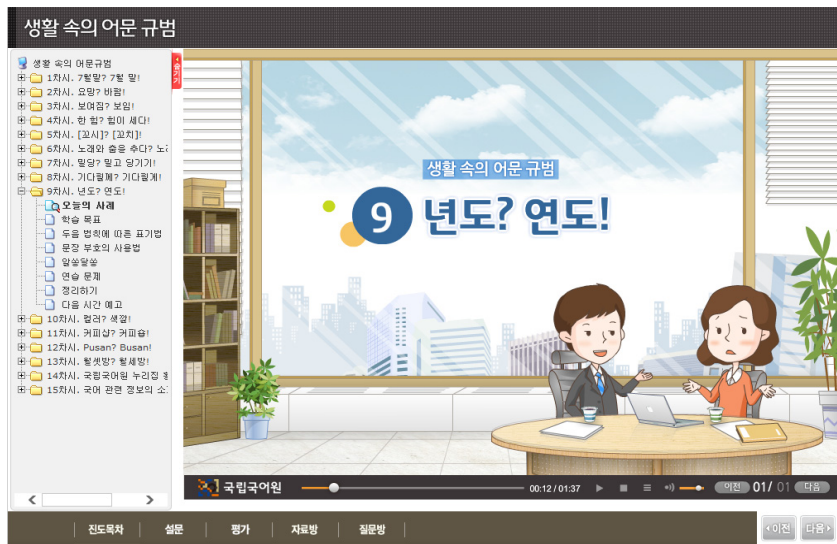 생활 속의 어문 규범
생활 속의 어문규범
1차시. 7월말? 7월 말!
2차시. 요망? 바람!
3차시. 보여짐? 보임!
4차시. 한 힘? 힘이 세다!
5차시. [꼬시]? [꼬치]!
6차시. 노래와 춤을 추다? 노래
7차시. 밀당? 밀고 당기기!
8차시. 기다릴께? 기다릴게!
9차시. 년도? 연도!
오늘의 사례
학습 목표
두음 법칙에 따른 표기법
문장 부호의 사용법
알쏭달쏭
연습 문제
정리하기
다음 시간 예고
10차시. 컬러? 색깔!
11차시. 커피샵? 커피숍!
12차시. Pusan? Busan!
13차시. 월셋방? 월세방!
14차시. 국립국어원 누리집 활
15차시. 국어 관련 정보의 소
숨기기
생활 속의 어문 규범
9 년도? 연도!
국립국어원
00:12 / 01:37
이전 01/ 01 다음
진도목차 설문 평가 자료방 질문방
이전 다음